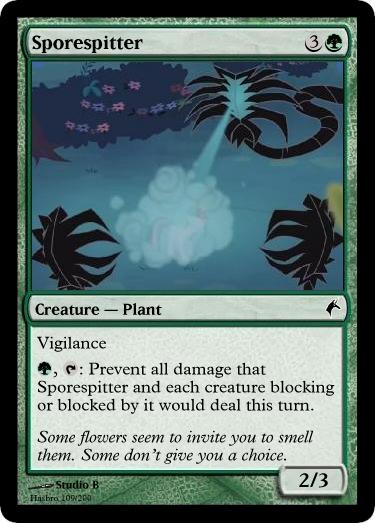 Sporespitter 3
Creature — Plant
Vigilance
, : Prevent all damage that
Sporespitter and each creature blocking
or blocked by it would deal this turn.
Some flowers seem to invite you to smell
them. Some don't give you a choice.
2/3
Studio B
Hasbro 109/200